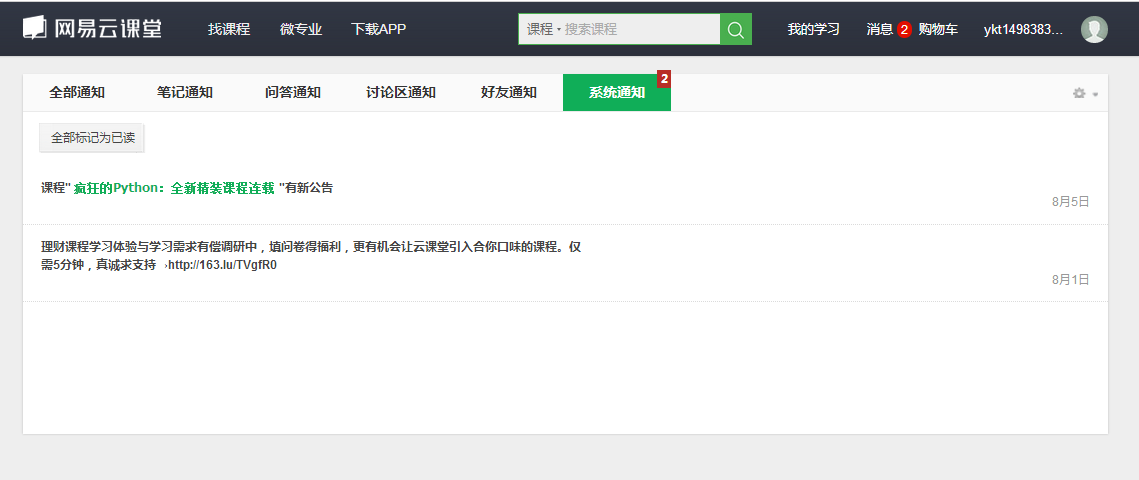 网易云课堂 找课程 微专业 下载APP 课程 搜索课程 我的学习 消息 2 购物车 ykt1498383...
全部通知 笔记通知 问答通知 讨论区通知 好友通知 系统通知 2
全部标记为已读
课程" 疯狂的Python：全新精装课程连载 "有新公告
8月5日
理财课程学习体验与学习需求有偿调研中，填问卷得福利，更有机会让云课堂引入合你口味的课程。仅
需5分钟，真诚求支持 →http://163.lu/TVgfR0
8月1日